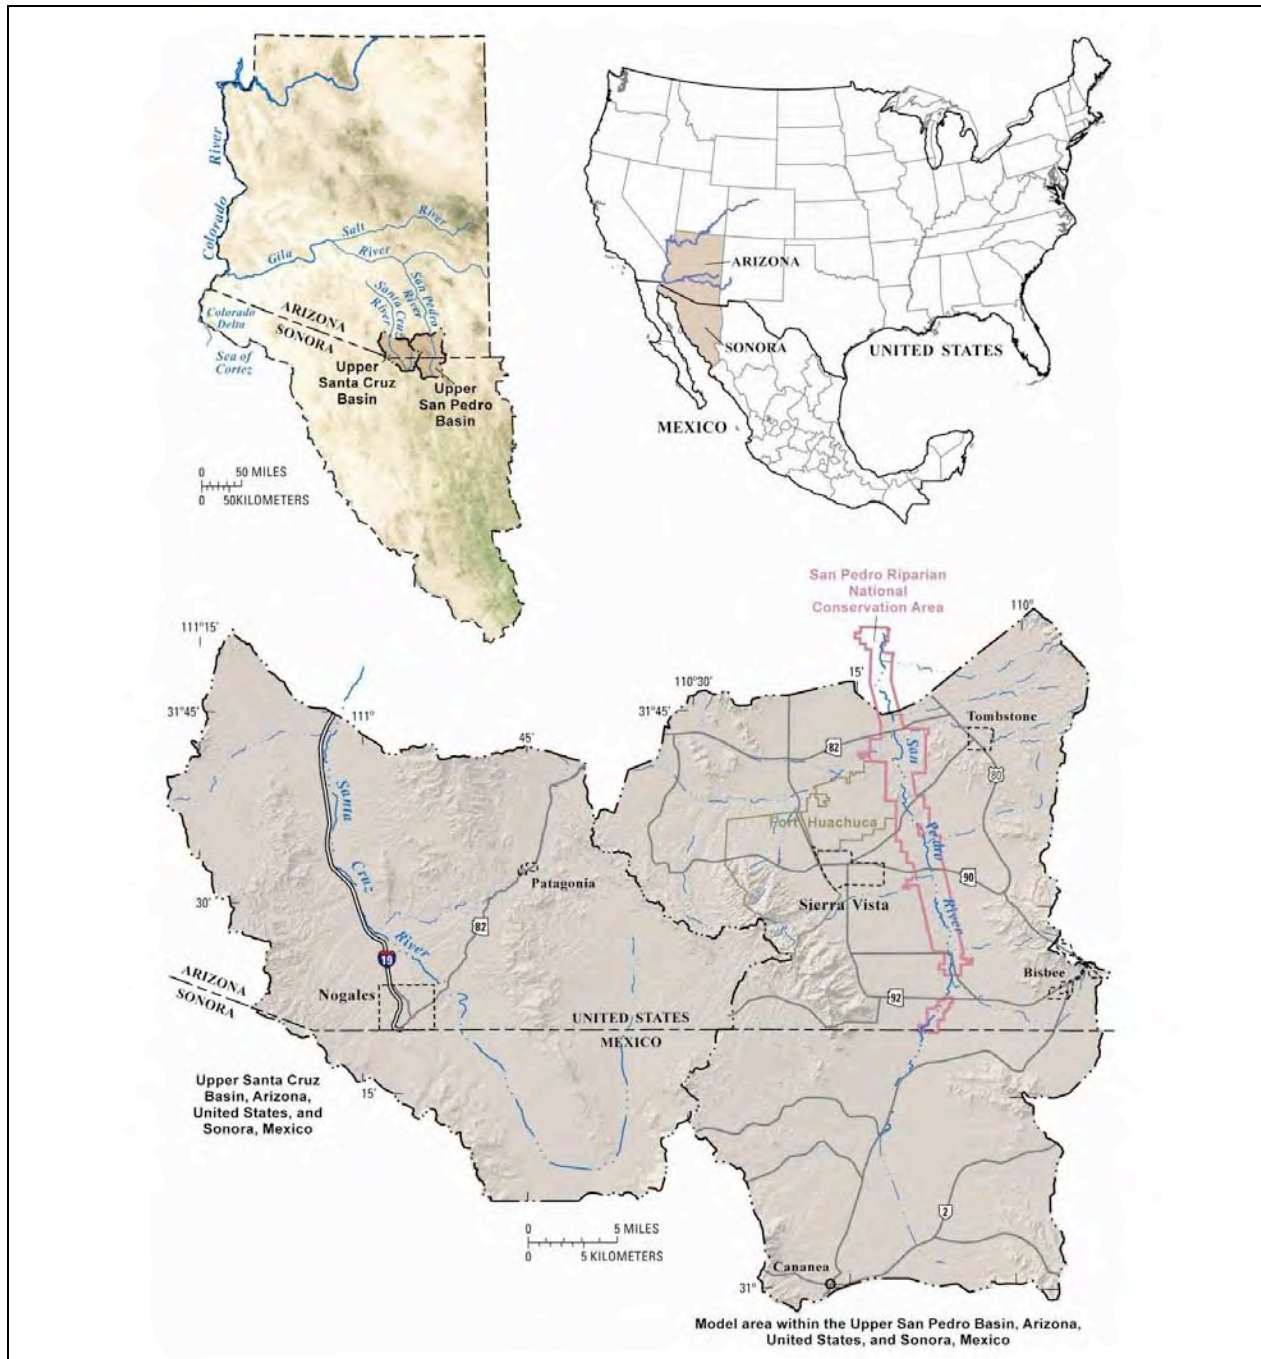 Colorado River
Gila
Salt
River
River
Santa Cruz
River
San Pedro
River
ARIZONA
SONORA
Colorado
Delta
Sea of
Cortez
Upper
Santa Cruz
Basin
Upper
San Pedro
Basin
0 50 MILES
0 50KILOMETERS
ARIZONA
SONORA
UNITED STATES
MEXICO
San Pedro Riparian
National
Conservation Area
111°15'
31°45'
111°
45'
30'
Santa
Cruz
River
Patagonia
82
19
Nogales
ARIZONA
SONORA
UNITED STATES
MEXICO
15'
Upper Santa Cruz
Basin, Arizona,
United States, and
Sonora, Mexico
0 5 MILES
0 5 KILOMETERS
110°30'
31°45'
15'
110°
82
San
Tombstone
80
Fort Huachuca
Pedro
90
Sierra Vista
River
Bisbee
92
2
Cananea
31°
Model area within the Upper San Pedro Basin, Arizona,
United States, and Sonora, Mexico